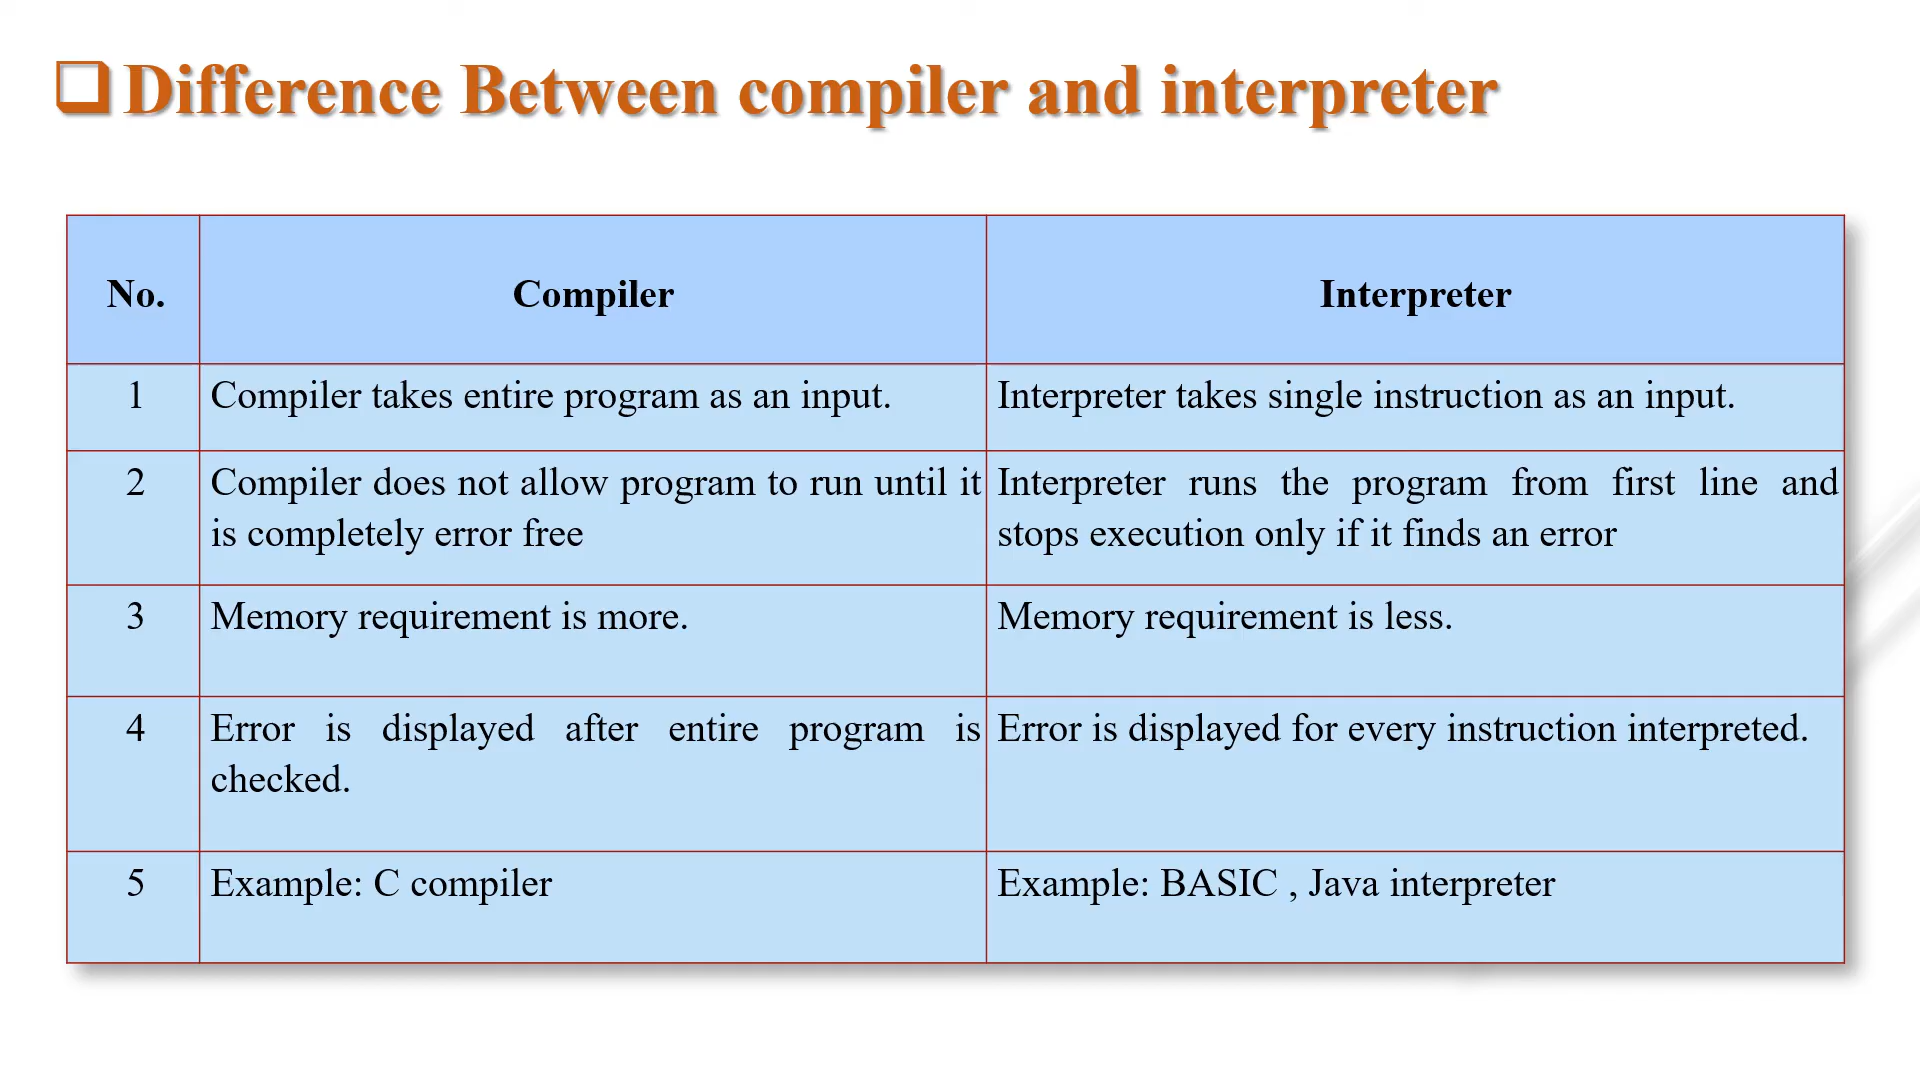 Difference Between compiler and interpreter
No. Compiler Interpreter
1 Compiler takes entire program as an input. Interpreter takes single instruction as an input.
2 Compiler does not allow program to run until it Interpreter runs the program from first line and
is completely error free stops execution only if it finds an error
3 Memory requirement is more. Memory requirement is less.
4 Error is displayed after entire program is Error is displayed for every instruction interpreted.
checked.
5 Example: C compiler Example: BASIC , Java interpreter